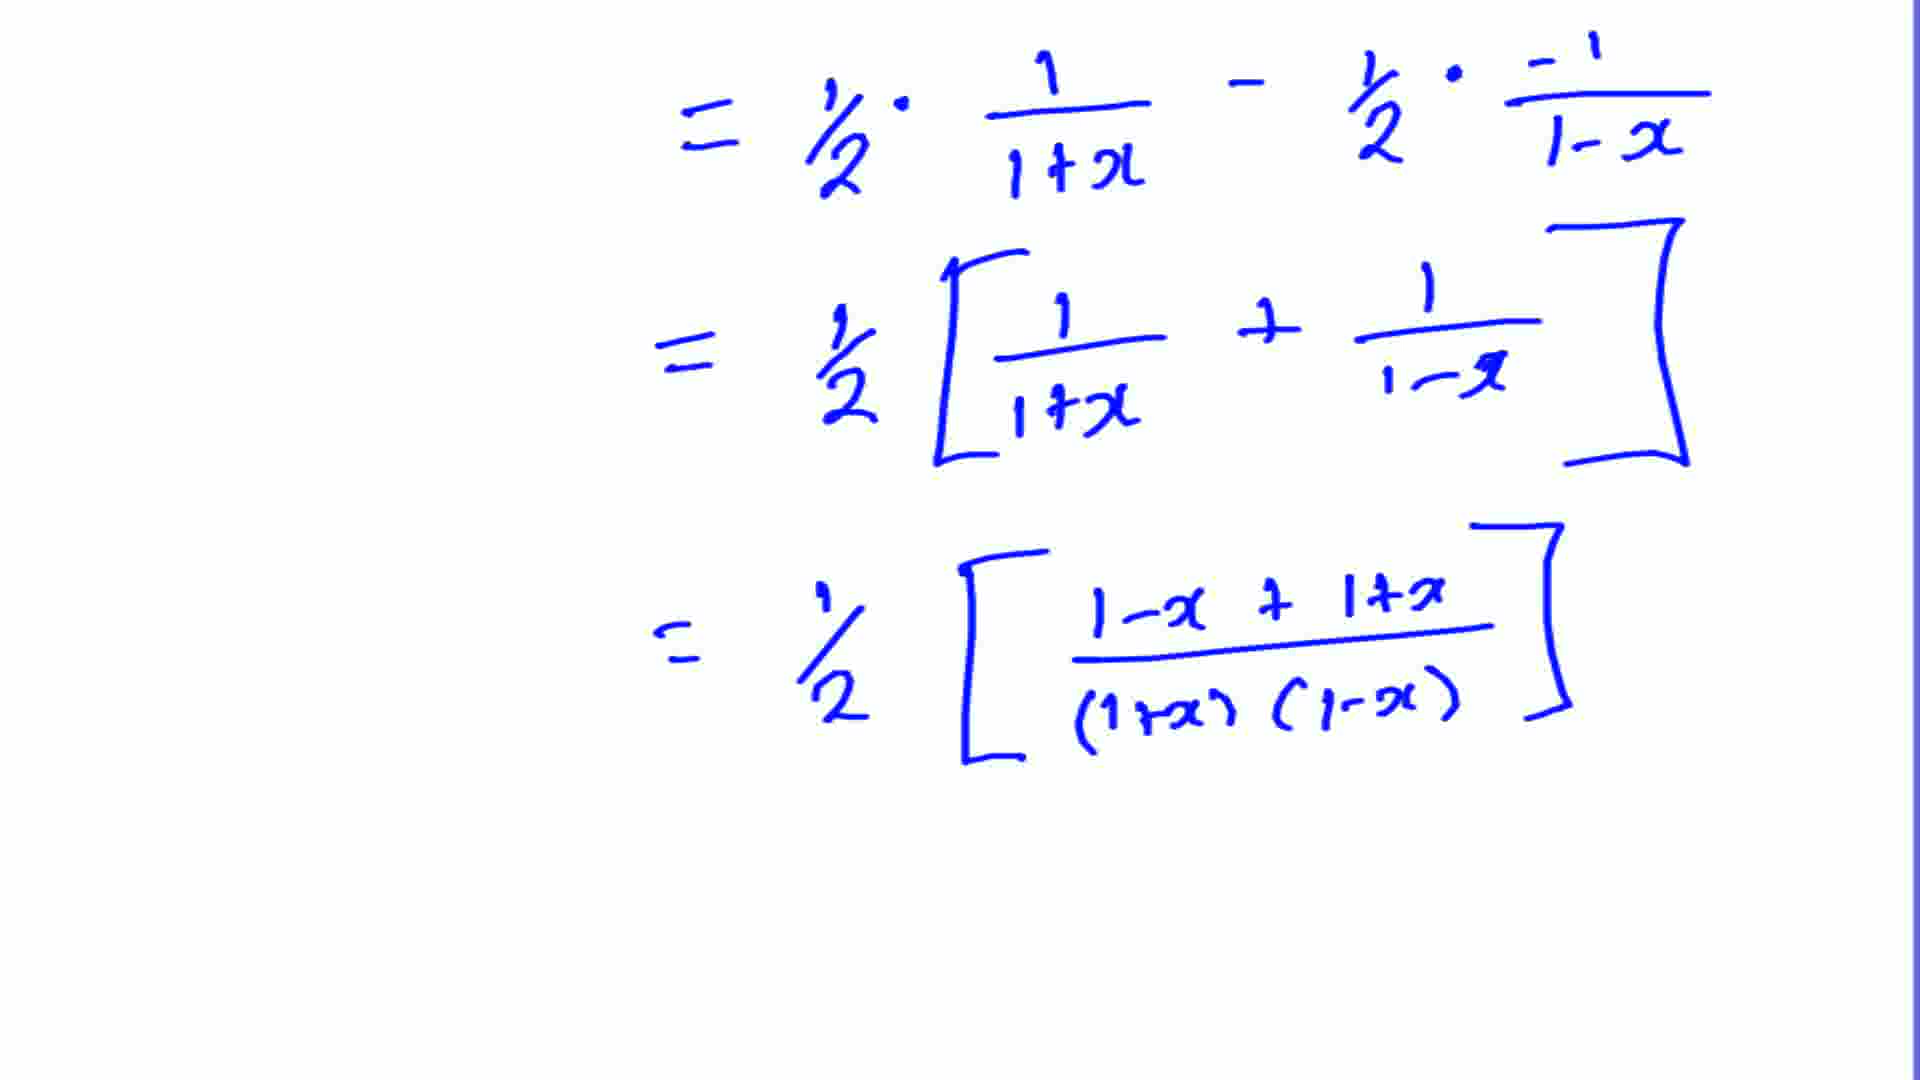 = 1/2 · 1/(1+x) - 1/2 · -1/(1-x)
= 1/2 [ 1/(1+x) + 1/(1-x) ]
= 1/2 [ (1-x + 1+x)/((1+x)(1-x)) ]